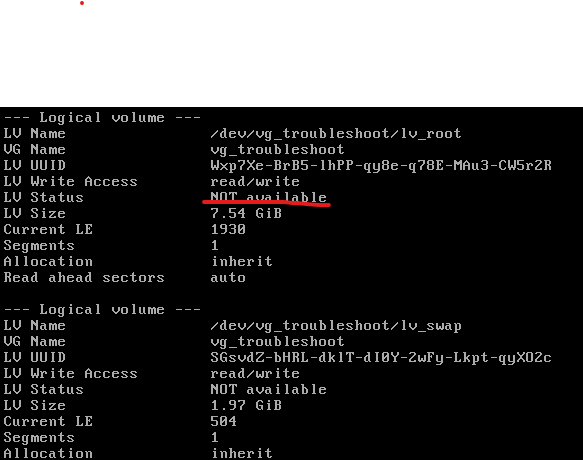 --- Logical volume ---
LV Name                /dev/vg_troubleshoot/lv_root
VG Name                vg_troubleshoot
LV UUID                Wxp7Xe-BrB5-lhPP-qy8e-q78E-MAu3-CW5r2R
LV Write Access        read/write
LV Status              NOT available
LV Size                7.54 GiB
Current LE             1930
Segments               1
Allocation             inherit
Read ahead sectors     auto
--- Logical volume ---
LV Name                /dev/vg_troubleshoot/lv_swap
VG Name                vg_troubleshoot
LV UUID                SGsvdZ-bHRL-dklT-dI0Y-2wFy-Lkpt-qyXO2c
LV Write Access        read/write
LV Status              NOT available
LV Size                1.97 GiB
Current LE             504
Segments               1
Allocation             inherit